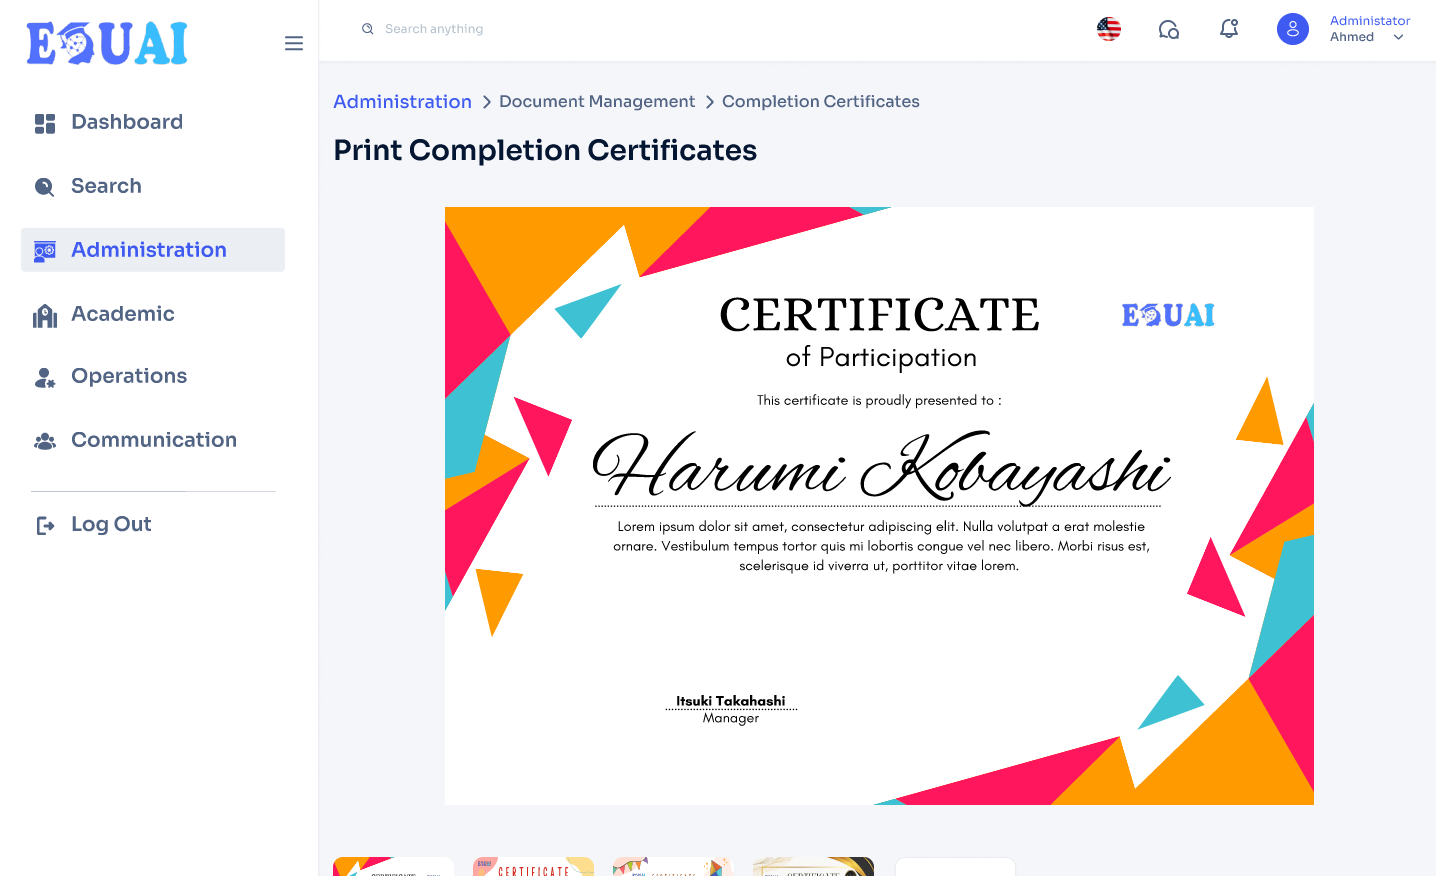 EDUAI
Search anything
Administator
Ahmed
Dashboard
Search
Administration
Academic
Operations
Communication
Log Out
Administration > Document Management > Completion Certificates
Print Completion Certificates
CERTIFICATE
EDUAI
of Participation
This certificate is proudly presented to :
Harumi Kobayashi
Lorem ipsum dolor sit amet, consectetur adipiscing elit. Nulla volutpat a erat molestie
ornare. Vestibulum tempus tortor quis mi lobortis congue vel nec libero. Morbi risus est,
scelerisque id viverra ut, porttitor vitae lorem.
Itsuki Takahashi
Manager
CERTIFICATE
CERTIFICATE
CERTIFICATE
CERTIFICATE